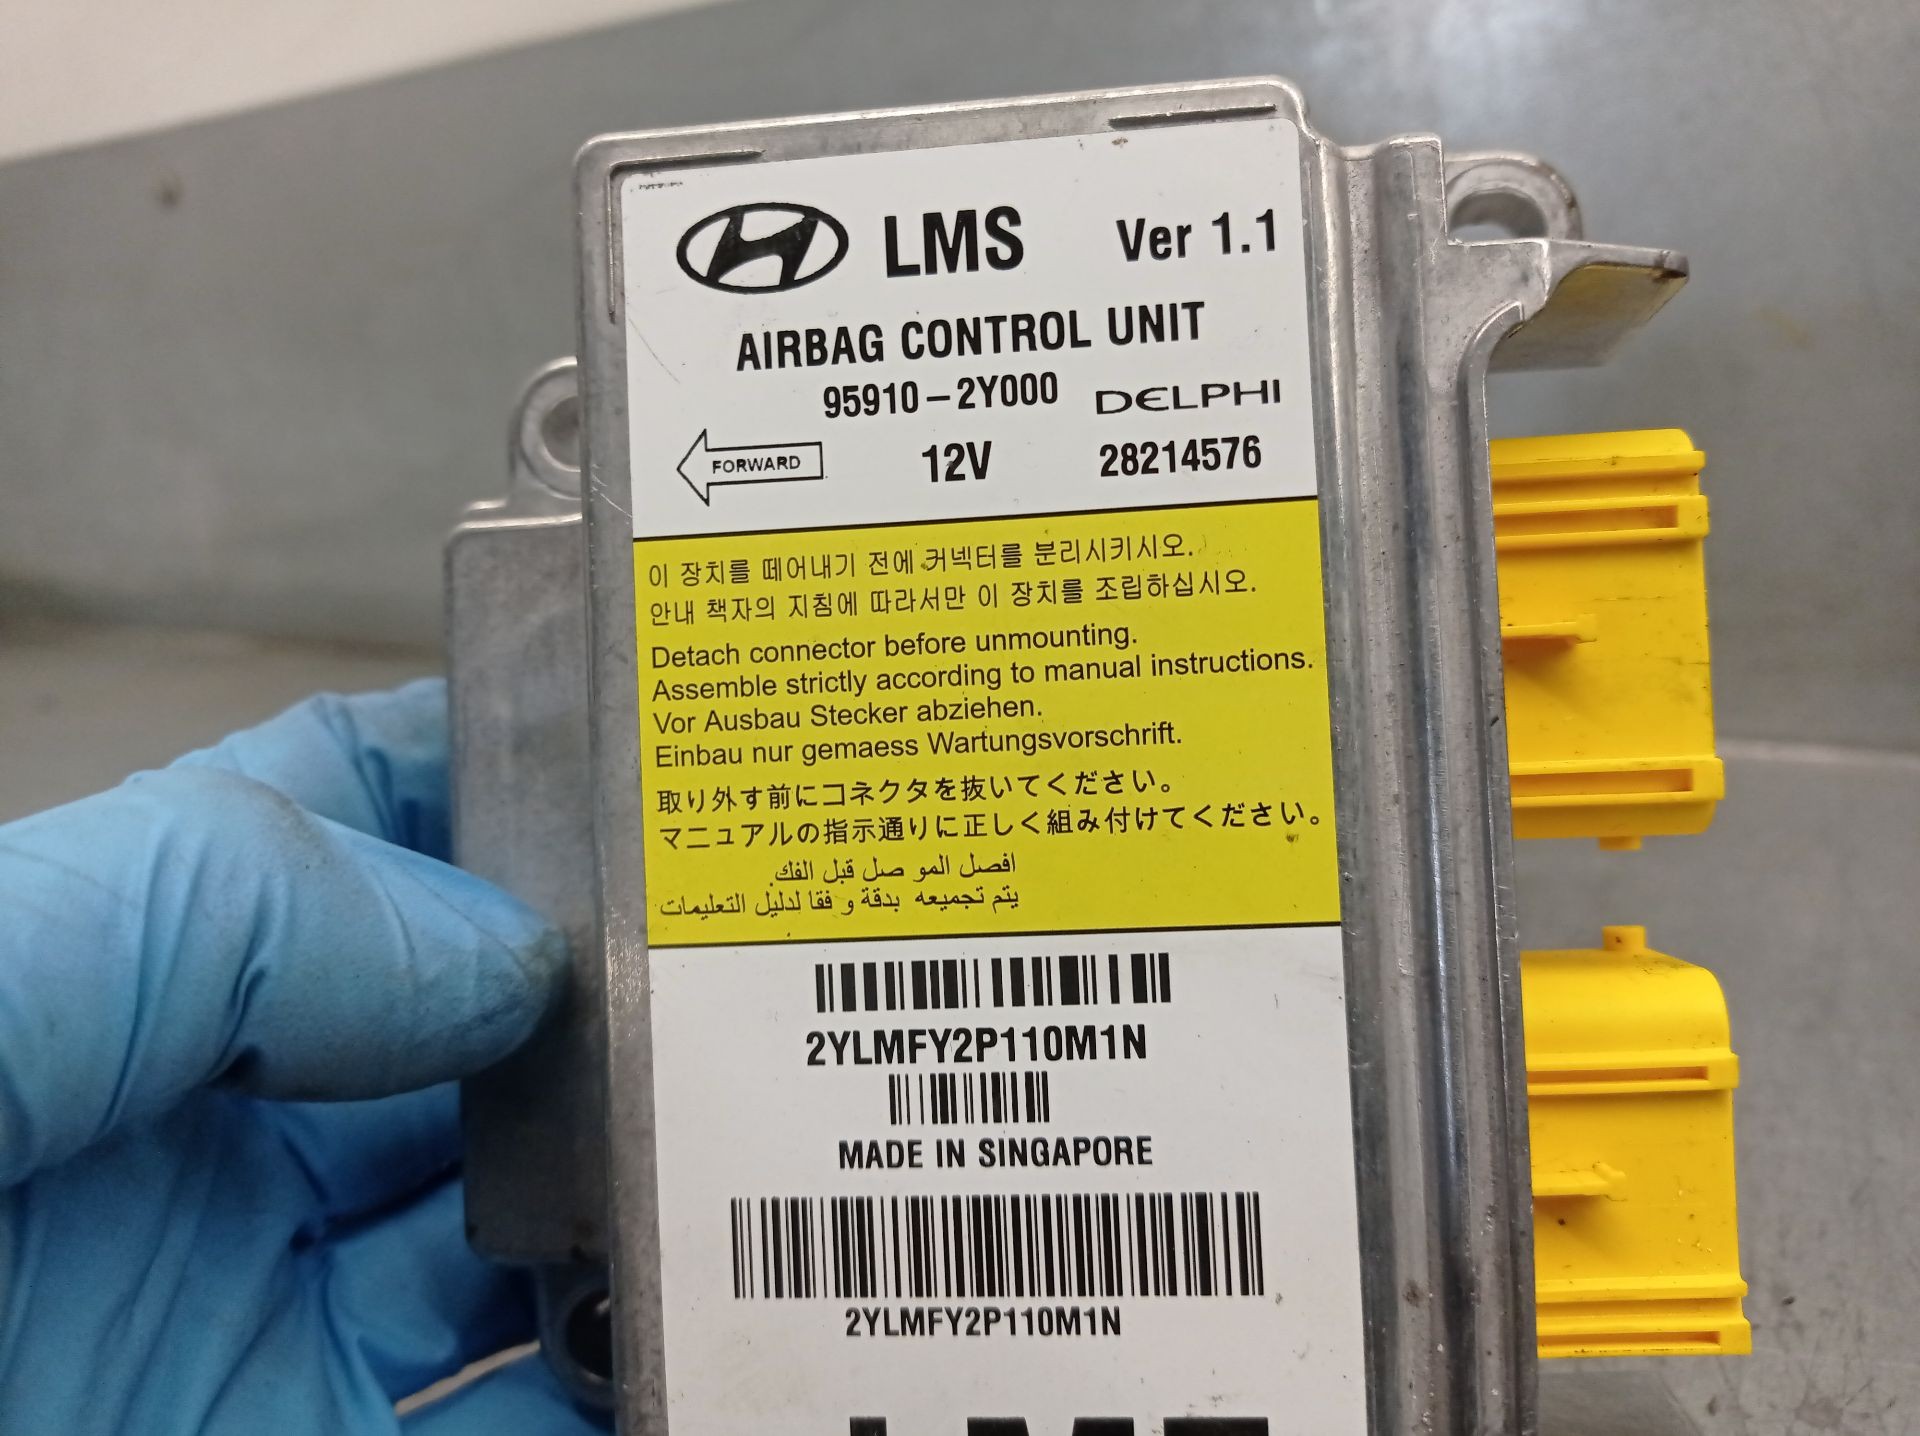 LMS Ver 1.1
AIRBAG CONTROL UNIT
95910-2Y000 DELPHI
FORWARD 12V 28214576
이 장치를 떼어내기 전에 커넥터를 분리시키시오.
안내 책자의 지침에 따라서만 이 장치를 조립하십시오.
Detach connector before unmounting.
Assemble strictly according to manual instructions.
Vor Ausbau Stecker abziehen.
Einbau nur gemaess Wartungsvorschrift.
取り外す前にコネクタを抜いてください。
マニュアルの指示通りに正しく組み付けてください。
افصل المو صل قبل الفك.
يتم تجميعه بدقة و فقا لدليل التعليمات
2YLMFY2P110M1N
MADE IN SINGAPORE
2YLMFY2P110M1N